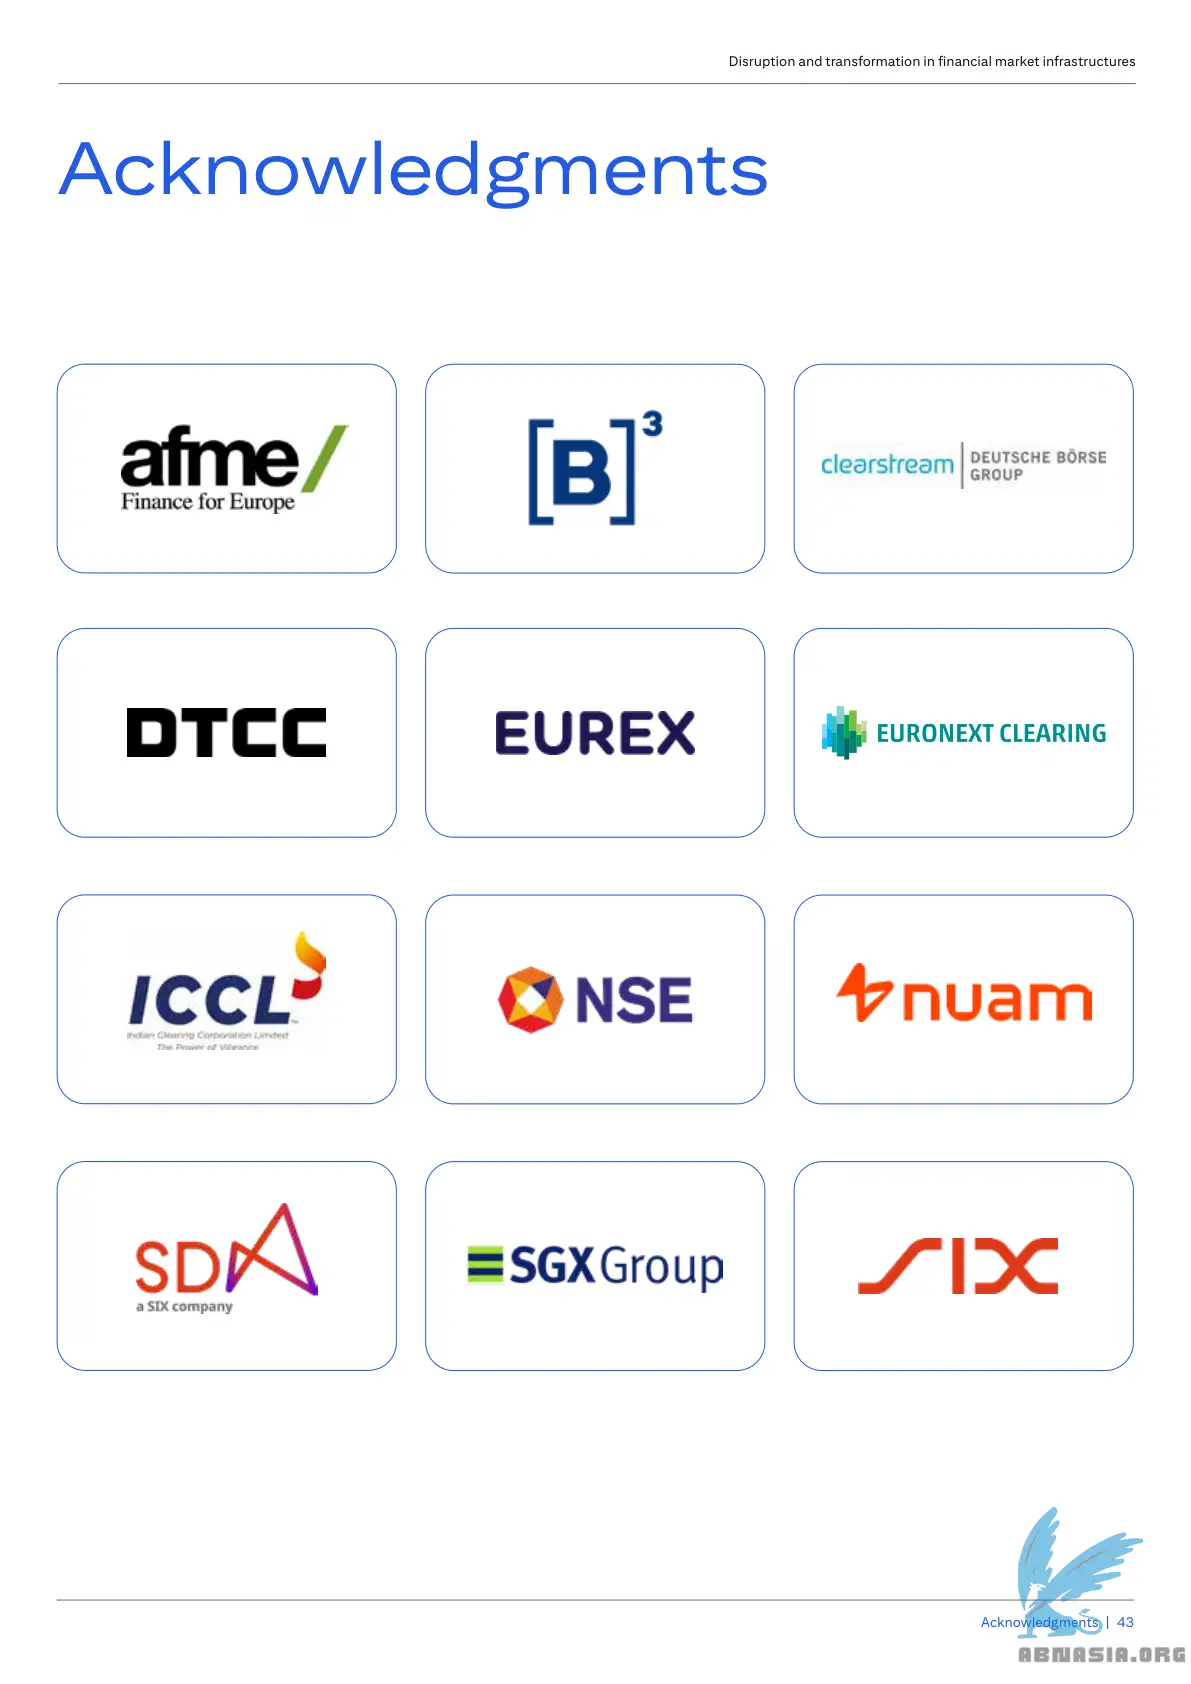 Disruption and transformation in financial market infrastructures
Acknowledgments
afme/
Finance for Europe
[B]³
clearstream | DEUTSCHE BÖRSE
GROUP
DTCC
EUREX
EURONEXT CLEARING
ICCL™
Indian Clearing Corporation Limited
The Power of Vibrance
NSE
nuam
SDX
a SIX company
SGX Group
SIX
Acknowledgments | 43
ABNASIA.ORG